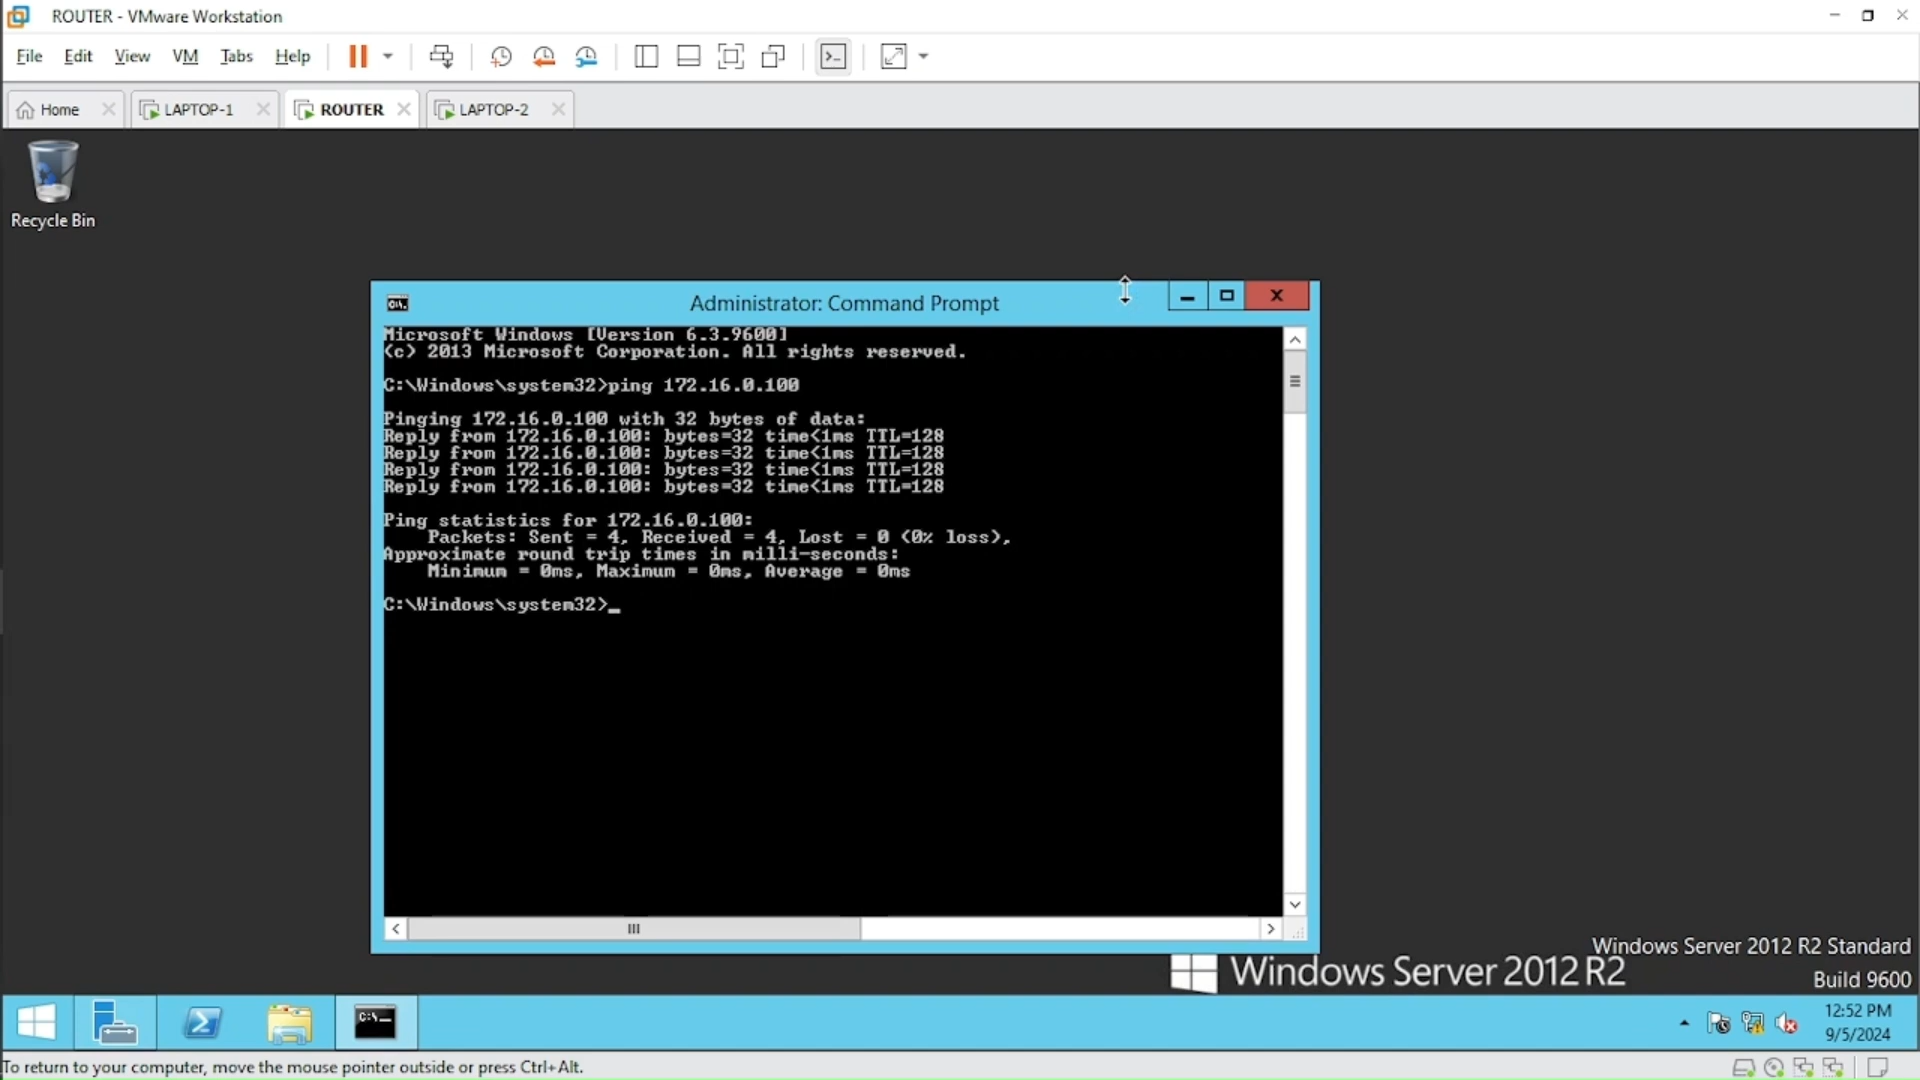 ROUTER - VMware Workstation
File Edit View VM Tabs Help
Home LAPTOP-1 ROUTER LAPTOP-2
Recycle Bin
Administrator: Command Prompt
Microsoft Windows [Version 6.3.9600]
(c) 2013 Microsoft Corporation. All rights reserved.
C:\Windows\system32>ping 172.16.0.100
Pinging 172.16.0.100 with 32 bytes of data:
Reply from 172.16.0.100: bytes=32 time<1ms TTL=128
Reply from 172.16.0.100: bytes=32 time<1ms TTL=128
Reply from 172.16.0.100: bytes=32 time<1ms TTL=128
Reply from 172.16.0.100: bytes=32 time<1ms TTL=128
Ping statistics for 172.16.0.100:
Packets: Sent = 4, Received = 4, Lost = 0 (0% loss),
Approximate round trip times in milli-seconds:
Minimum = 0ms, Maximum = 0ms, Average = 0ms
C:\Windows\system32>_
Windows Server 2012 R2 Standard
Windows Server 2012 R2
Build 9600
12:52 PM
9/5/2024
To return to your computer, move the mouse pointer outside or press Ctrl+Alt.